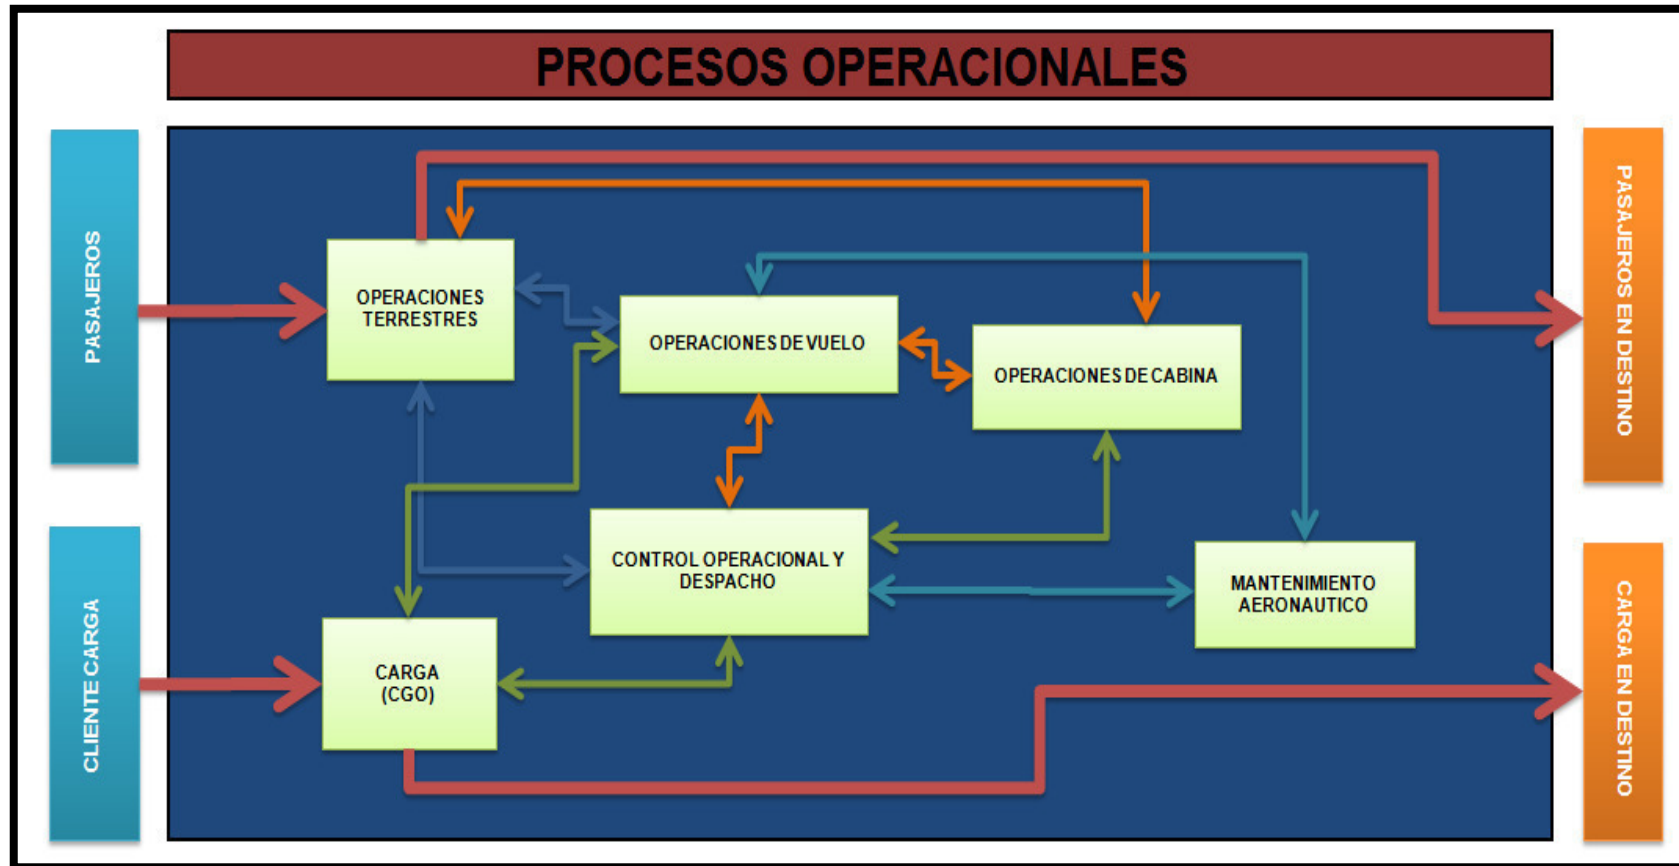 PROCESOS OPERACIONALES
PASAJEROS
OPERACIONES
TERRESTRES
OPERACIONES DE VUELO
OPERACIONES DE CABINA
PASAJEROS EN DESTINO
CLIENTE CARGA
CONTROL OPERACIONAL Y
DESPACHO
MANTENIMIENTO
AERONAUTICO
CARGA
(CGO)
CARGA EN DESTINO